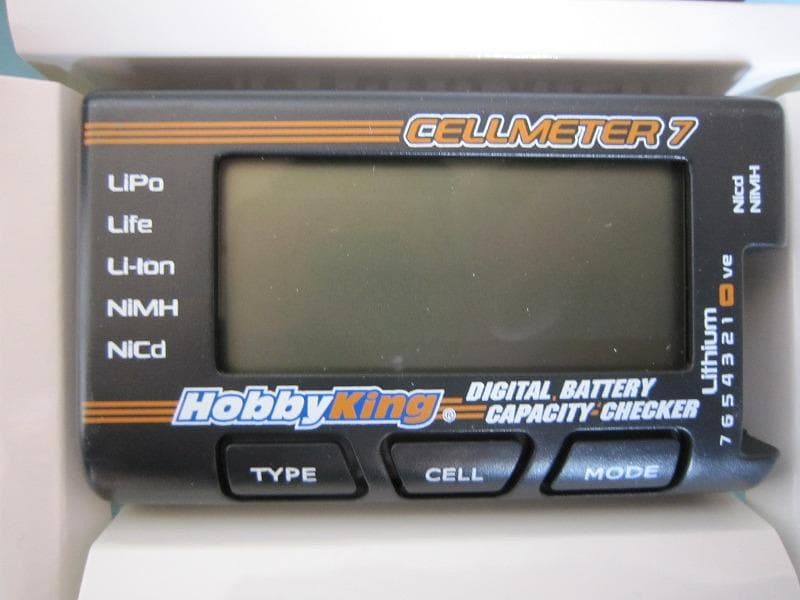 CELLMETER 7
LiPo
Life
Li-Ion
NiMH
NiCd
Nicd
NiMH
Lithium
7 6 5 4 3 2 1 - ve
HobbyKing®
DIGITAL BATTERY
CAPACITY CHECKER
TYPE
CELL
MODE